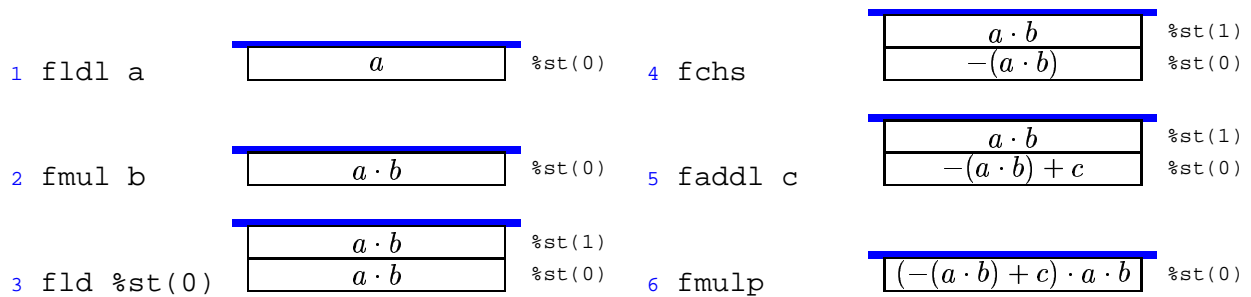 1 fldl a
a %st(0)
2 fmul b
a · b %st(0)
3 fld %st(0)
a · b %st(1)
a · b %st(0)
4 fchs
a · b %st(1)
−(a · b) %st(0)
5 faddl c
a · b %st(1)
−(a · b) + c %st(0)
6 fmulp
(−(a · b) + c) · a · b %st(0)